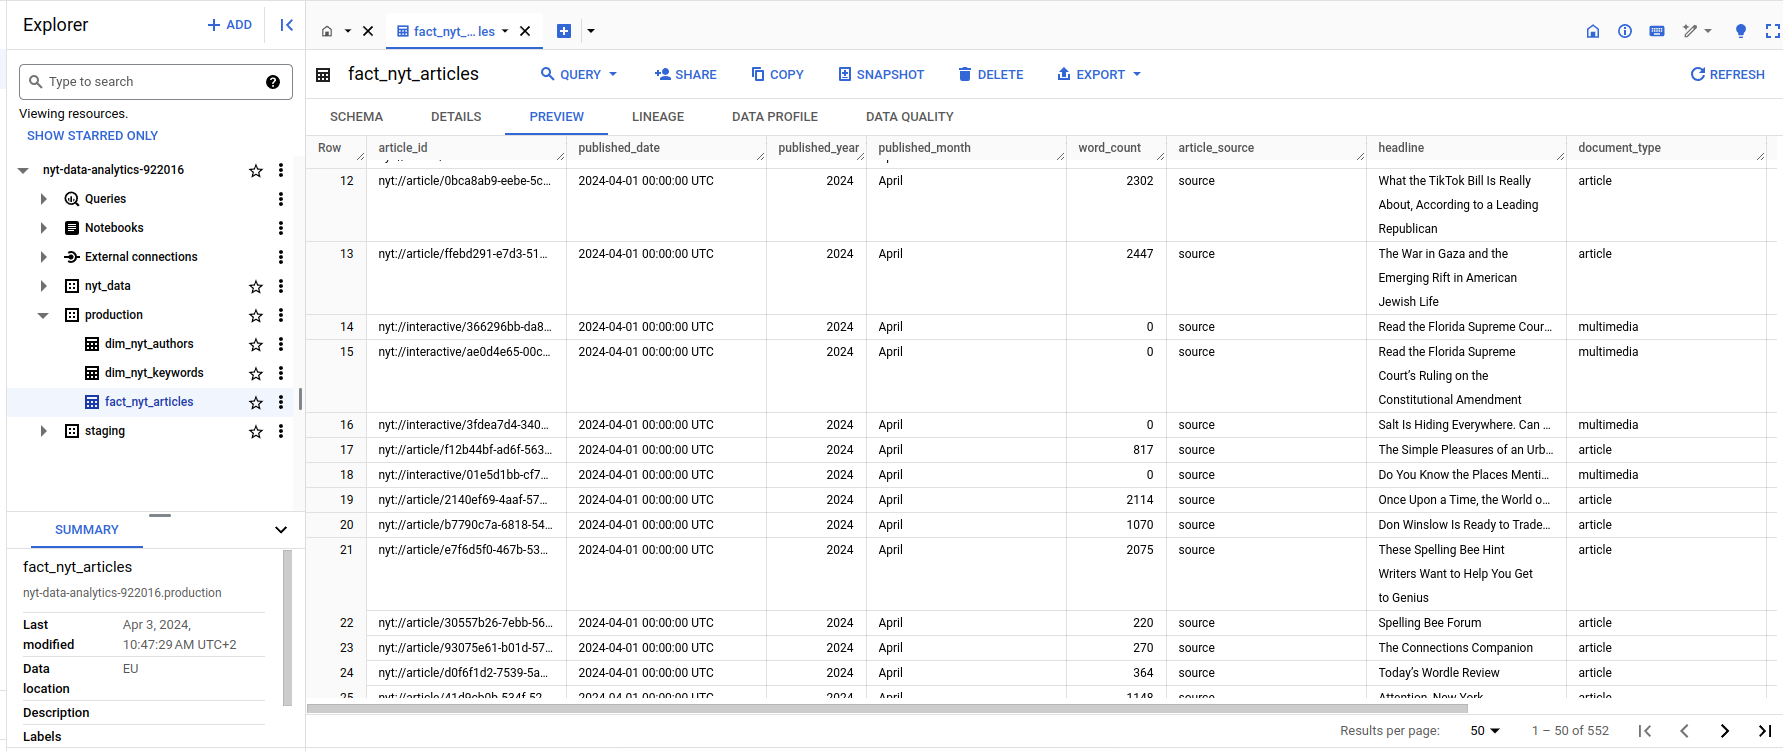 Explorer
+ ADD
Type to search
Viewing resources.
SHOW STARRED ONLY
nyt-data-analytics-922016
Queries
Notebooks
External connections
nyt_data
production
dim_nyt_authors
dim_nyt_keywords
fact_nyt_articles
staging
SUMMARY
fact_nyt_articles
nyt-data-analytics-922016.production
Last modified Apr 3, 2024, 10:47:29 AM UTC+2
Data location EU
Description
Labels
fact_nyt_... les
fact_nyt_articles
QUERY SHARE COPY SNAPSHOT DELETE EXPORT REFRESH
SCHEMA DETAILS PREVIEW LINEAGE DATA PROFILE DATA QUALITY
Row article_id published_date published_year published_month word_count article_source headline document_type
12 nyt://article/0bca8ab9-eebe-5c... 2024-04-01 00:00:00 UTC 2024 April 2302 source What the TikTok Bill Is Really article
About, According to a Leading
Republican
13 nyt://article/ffebd291-e7d3-51... 2024-04-01 00:00:00 UTC 2024 April 2447 source The War in Gaza and the article
Emerging Rift in American
Jewish Life
14 nyt://interactive/366296bb-da8... 2024-04-01 00:00:00 UTC 2024 April 0 source Read the Florida Supreme Cour... multimedia
15 nyt://interactive/ae0d4e65-00c... 2024-04-01 00:00:00 UTC 2024 April 0 source Read the Florida Supreme multimedia
Court’s Ruling on the
Constitutional Amendment
16 nyt://interactive/3fdea7d4-340... 2024-04-01 00:00:00 UTC 2024 April 0 source Salt Is Hiding Everywhere. Can ... multimedia
17 nyt://article/f12b44bf-ad6f-563... 2024-04-01 00:00:00 UTC 2024 April 817 source The Simple Pleasures of an Urb... article
18 nyt://interactive/01e5d1bb-cf7... 2024-04-01 00:00:00 UTC 2024 April 0 source Do You Know the Places Menti... multimedia
19 nyt://article/2140ef69-4aaf-57... 2024-04-01 00:00:00 UTC 2024 April 2114 source Once Upon a Time, the World o... article
20 nyt://article/b7790c7a-6818-54... 2024-04-01 00:00:00 UTC 2024 April 1070 source Don Winslow Is Ready to Trade... article
21 nyt://article/e7f6d5f0-467b-53... 2024-04-01 00:00:00 UTC 2024 April 2075 source These Spelling Bee Hint article
Writers Want to Help You Get
to Genius
22 nyt://article/30557b26-7ebb-56... 2024-04-01 00:00:00 UTC 2024 April 220 source Spelling Bee Forum article
23 nyt://article/93075e61-b01d-57... 2024-04-01 00:00:00 UTC 2024 April 270 source The Connections Companion article
24 nyt://article/d0f6f1d2-7539-5a... 2024-04-01 00:00:00 UTC 2024 April 364 source Today’s Wordle Review article
25 nyt://article/41d9cb0b-534f-52... 2024-04-01 00:00:00 UTC 2024 April 1148 source Attention, New York article
Results per page: 50 1 – 50 of 552